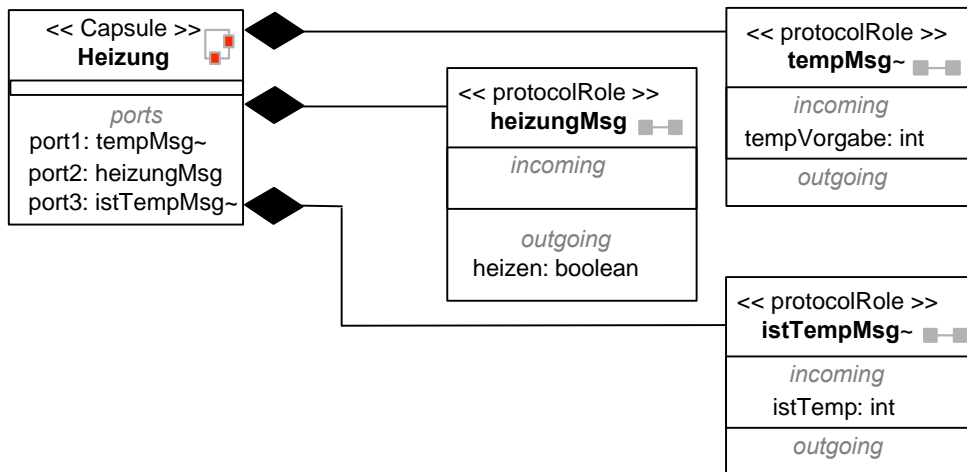 << Capsule >>
Heizung
ports
port1: tempMsg~
port2: heizungMsg
port3: istTempMsg~
<< protocolRole >>
heizungMsg
incoming
outgoing
heizen: boolean
<< protocolRole >>
tempMsg~
incoming
tempVorgabe: int
outgoing
<< protocolRole >>
istTempMsg~
incoming
istTemp: int
outgoing